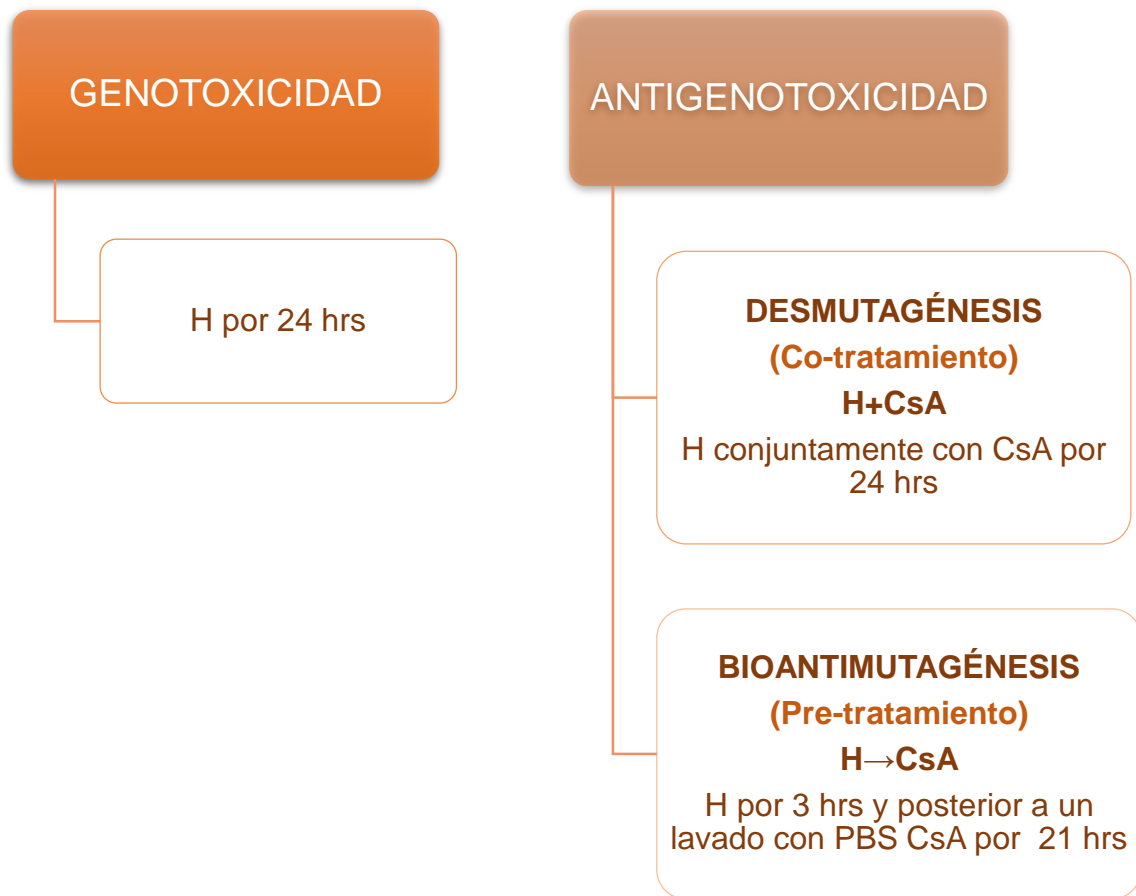 GENOTOXICIDAD
H por 24 hrs
ANTIGENOTOXICIDAD
DESMUTAGÉNESIS
(Co-tratamiento)
H+CsA
H conjuntamente con CsA por
24 hrs
BIOANTIMUTAGÉNESIS
(Pre-tratamiento)
H→CsA
H por 3 hrs y posterior a un
lavado con PBS CsA por  21 hrs